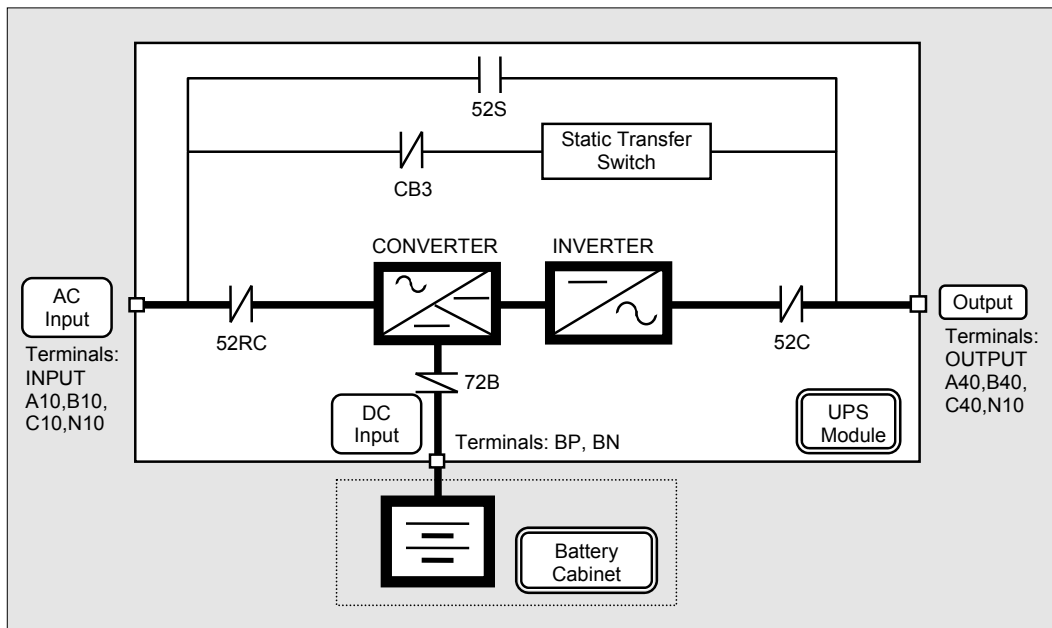 52S
Static Transfer
Switch
CB3
CONVERTER
INVERTER
AC
Input
Output
52RC
52C
Terminals:
INPUT
A10,B10,
C10,N10
Terminals:
OUTPUT
A40,B40,
C40,N10
72B
DC
Input
UPS
Module
Terminals: BP, BN
Battery
Cabinet